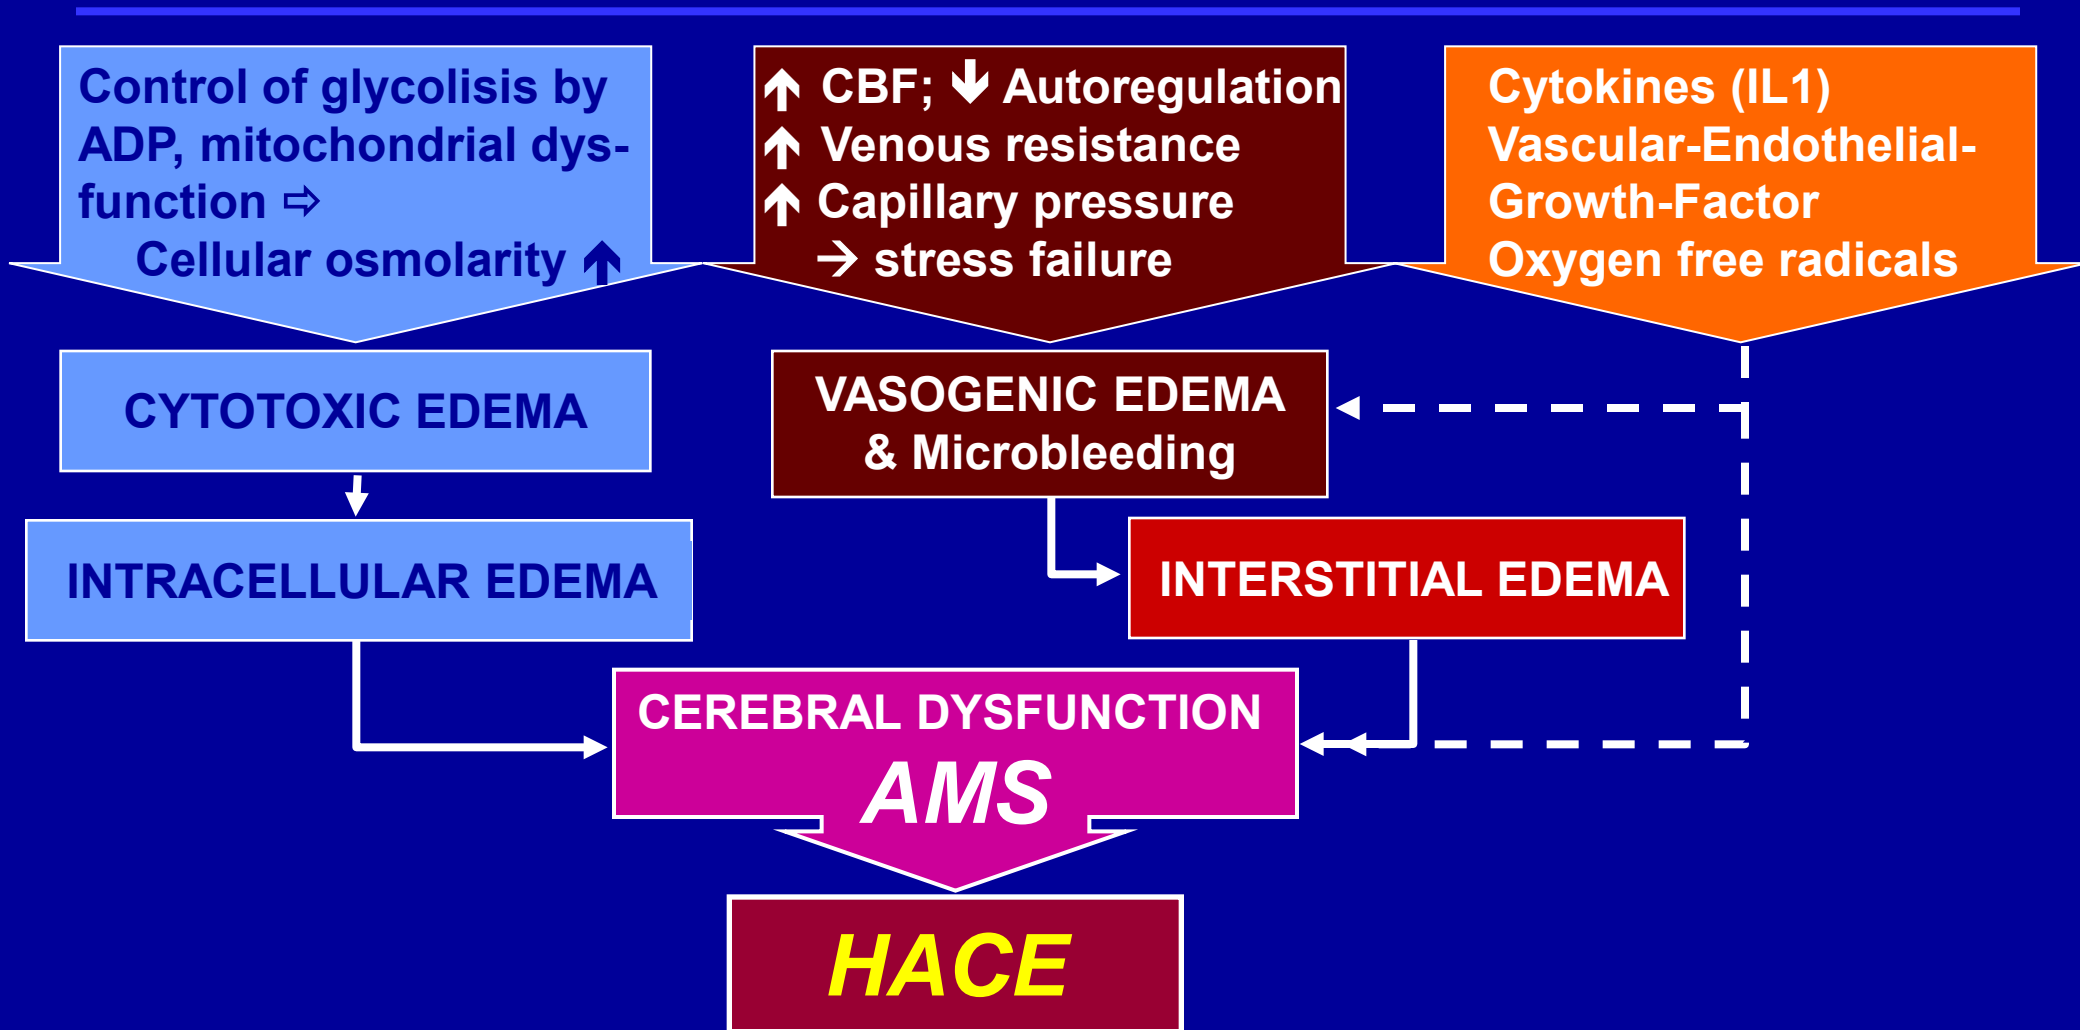 Control of glycolisis by
ADP, mitochondrial dys-
function ⇨
Cellular osmolarity ↑
↑ CBF; ↓ Autoregulation
↑ Venous resistance
↑ Capillary pressure
→ stress failure
Cytokines (IL1)
Vascular-Endothelial-
Growth-Factor
Oxygen free radicals
CYTOTOXIC EDEMA
VASOGENIC EDEMA
& Microbleeding
INTRACELLULAR EDEMA
INTERSTITIAL EDEMA
CEREBRAL DYSFUNCTION
AMS
HACE